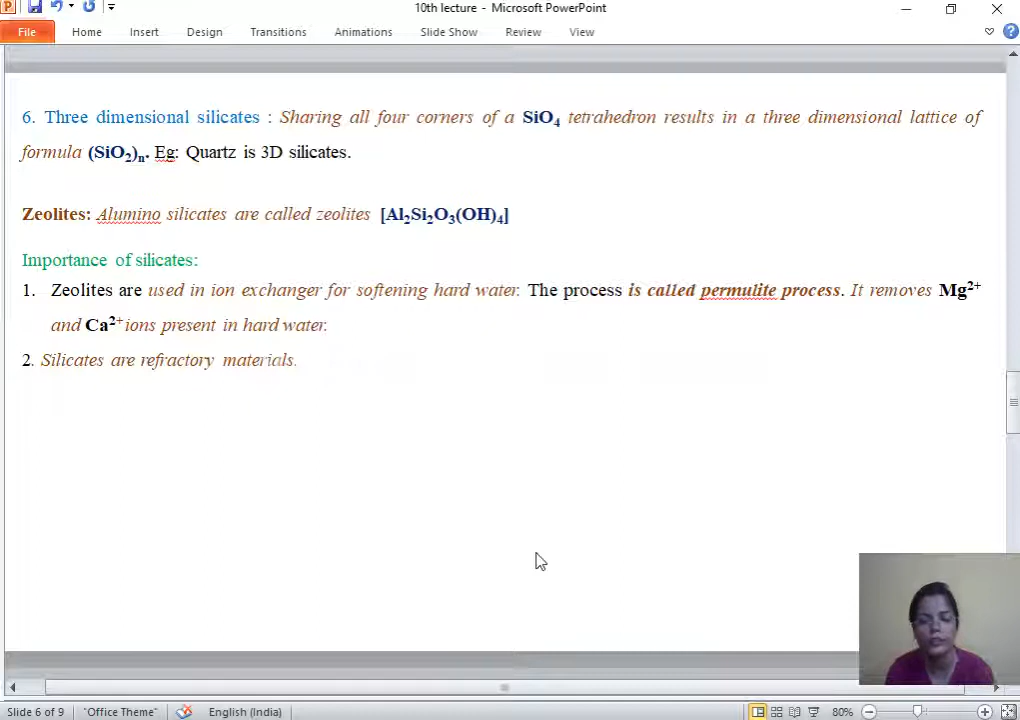 10th lecture - Microsoft PowerPoint
File Home Insert Design Transitions Animations Slide Show Review View
6. Three dimensional silicates : Sharing all four corners of a SiO₄ tetrahedron results in a three dimensional lattice of
formula (SiO₂)ₙ. Eg: Quartz is 3D silicates.
Zeolites: Alumino silicates are called zeolites [Al₂Si₂O₃(OH)₄]
Importance of silicates:
1. Zeolites are used in ion exchanger for softening hard water. The process is called permulite process. It removes Mg²⁺
and Ca²⁺ ions present in hard water.
2. Silicates are refractory materials.
Slide 6 of 9 "Office Theme" English (India) 80%